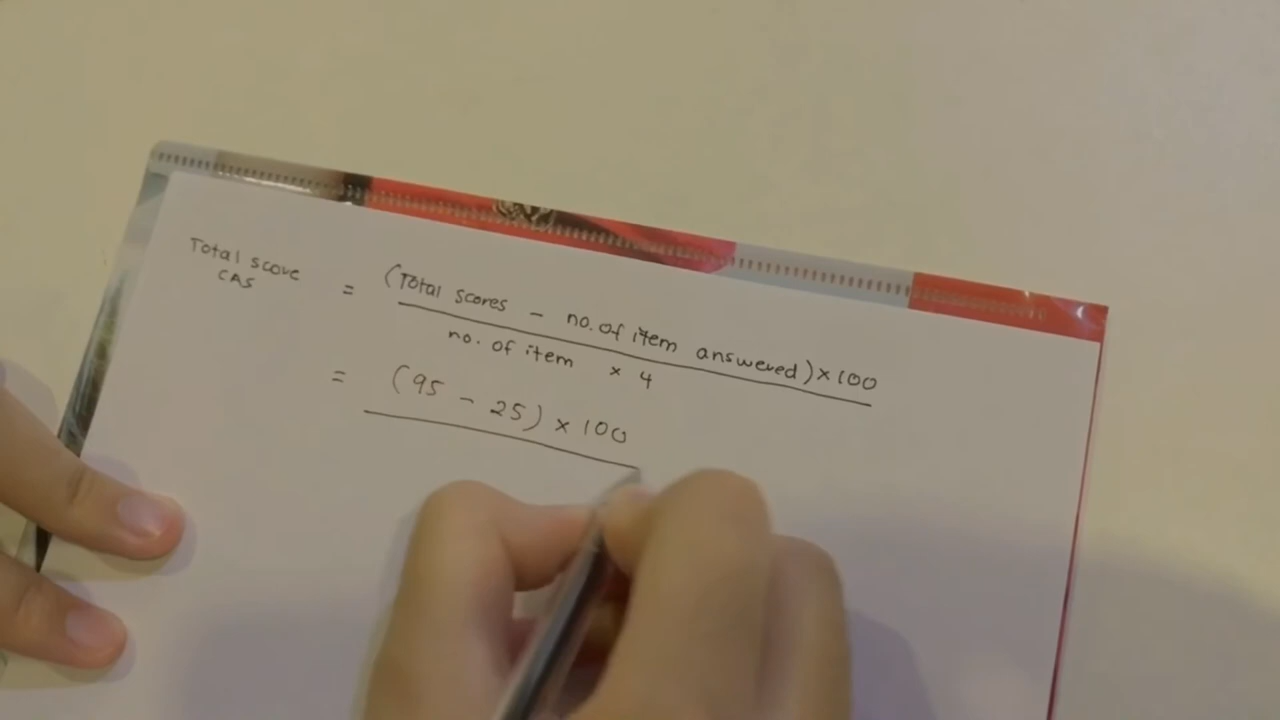 Total score
CAS
= (Total scores - no. of item answered) × 100
no. of item × 4
= (95 - 25) × 100